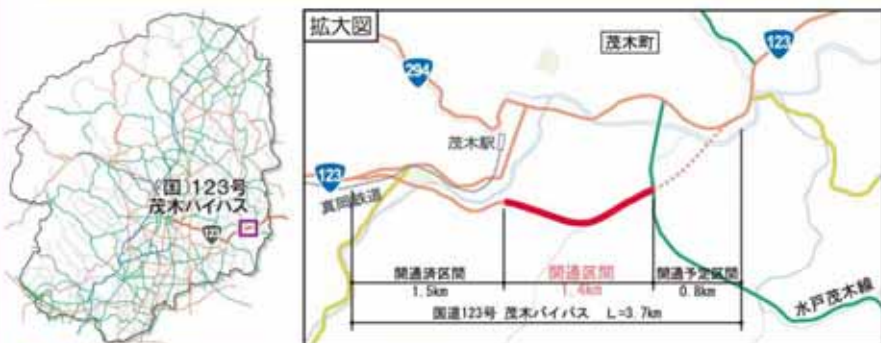 (国)123号
茂木バイパス
123
拡大図
茂木町
123
294
茂木駅
123
真岡鉄道
開通済区間
開通区間
開通予定区間
1.5km
1.4km
0.8km
国道123号 茂木バイパス L=3.7km
水戸茂木線